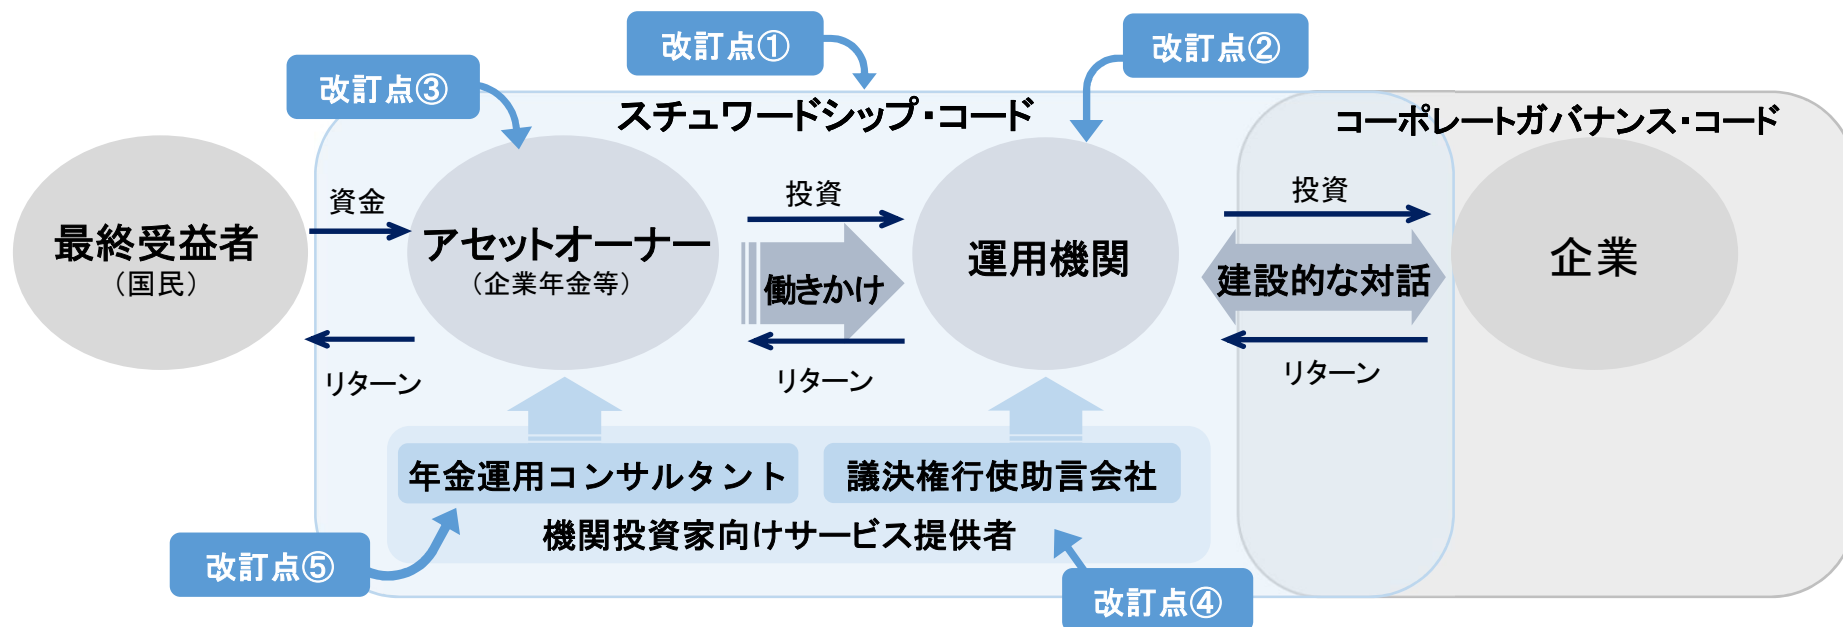 改訂点①
改訂点②
改訂点③
スチュワードシップ・コード
コーポレートガバナンス・コード
最終受益者
（国民）
資金
リターン
アセットオーナー
（企業年金等）
投資
働きかけ
リターン
運用機関
投資
建設的な対話
リターン
企業
年金運用コンサルタント
議決権行使助言会社
機関投資家向けサービス提供者
改訂点⑤
改訂点④